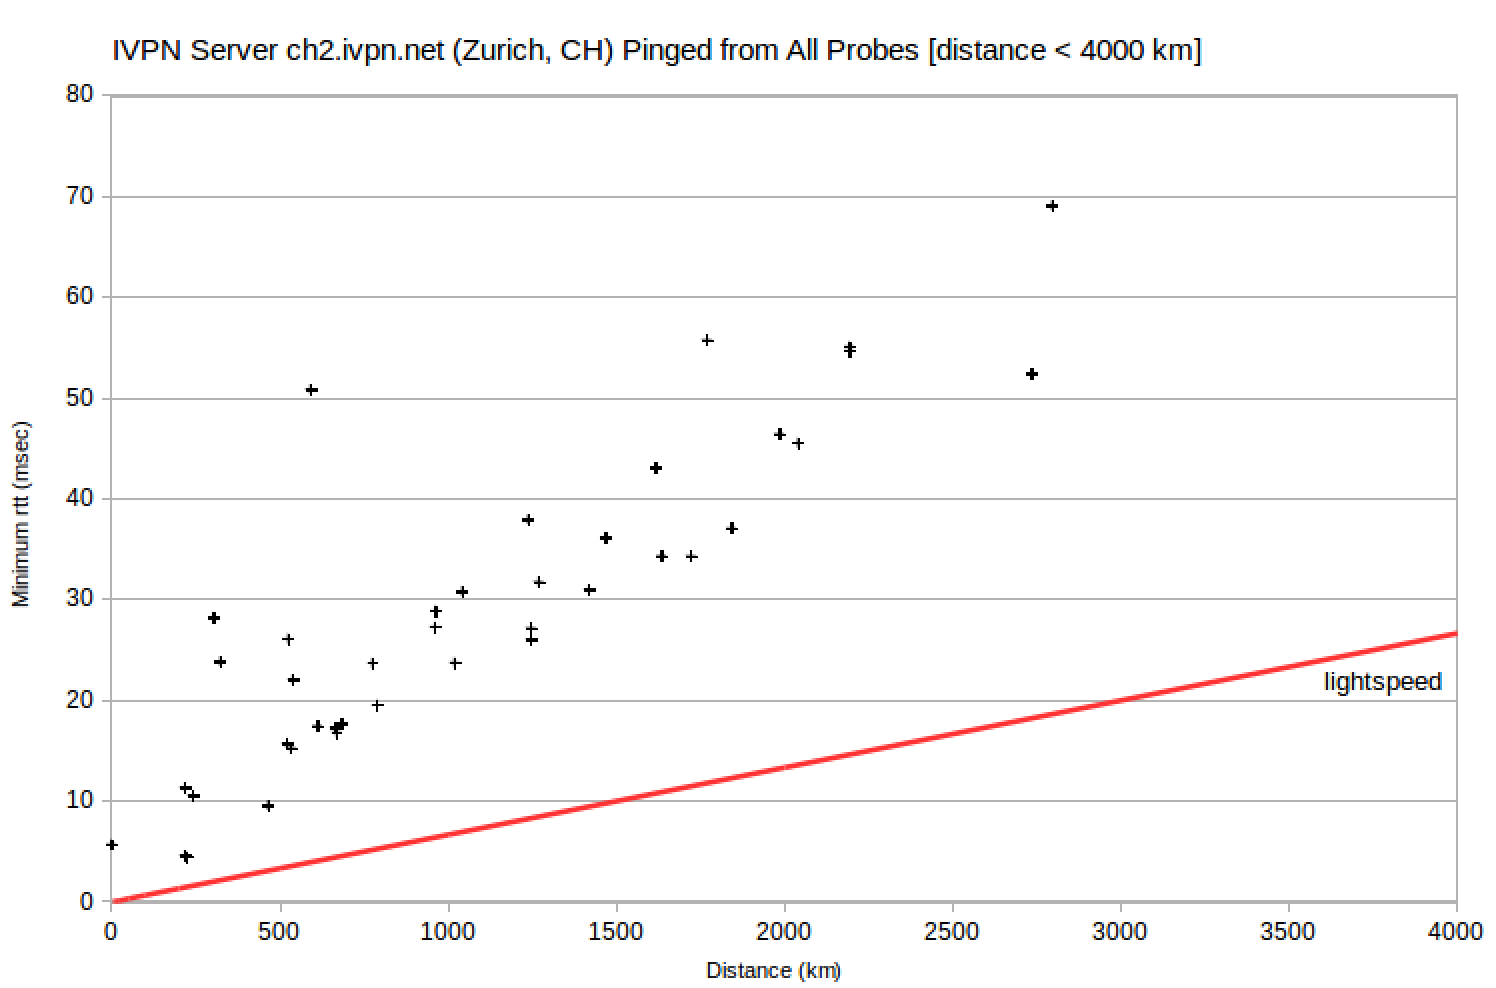 IVPN Server ch2.ivpn.net (Zurich, CH) Pinged from All Probes [distance < 4000 km]
80
70
60
50
40
30
20
10
0
Minimum rtt (msec)
lightspeed
0 500 1000 1500 2000 2500 3000 3500 4000
Distance (km)